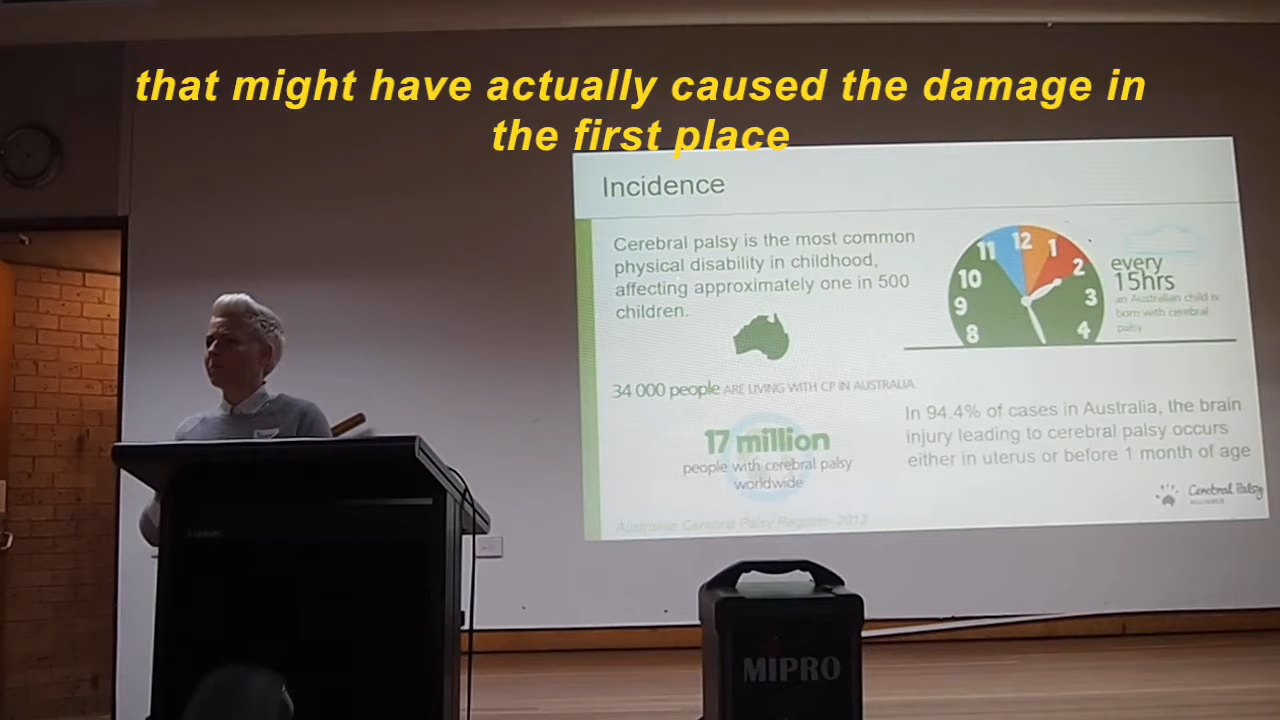 that might have actually caused the damage in
the first place
Incidence
Cerebral palsy is the most common
physical disability in childhood,
affecting approximately one in 500
children.
34 000 people ARE LIVING WITH CP IN AUSTRALIA
17 million
people with cerebral palsy
worldwide
Australian Cerebral Palsy Register 2013
11 12 1
10 2
9 3
8 4
every
15hrs
an Australian child is
born with cerebral
palsy
In 94.4% of cases in Australia, the brain
injury leading to cerebral palsy occurs
either in uterus or before 1 month of age
Cerebral Palsy
ALLIANCE
MIPRO